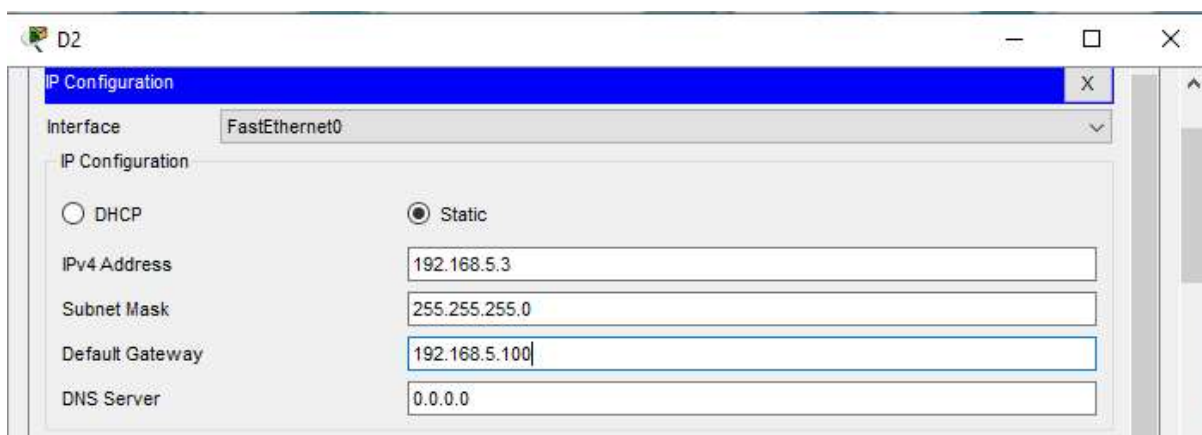 D2
IP Configuration X
Interface FastEthernet0
IP Configuration
DHCP Static
IPv4 Address 192.168.5.3
Subnet Mask 255.255.255.0
Default Gateway 192.168.5.100
DNS Server 0.0.0.0